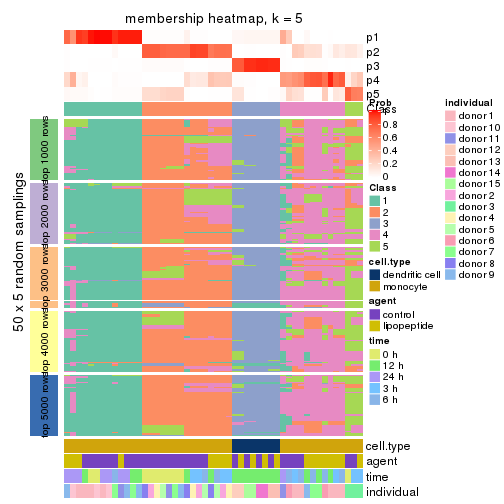 membership heatmap, k = 5
p1
p2
p3
p4
p5
Class
50 x 5 random samplings
top 1000 rows
top 2000 rows
top 3000 rows
top 4000 rows
top 5000 rows
cell.type
agent
time
individual
Prob
1
0.8
0.6
0.4
0.2
0
Class
1
2
3
4
5
cell.type
dendritic cell
monocyte
agent
control
lipopeptide
time
0 h
12 h
24 h
3 h
6 h
individual
donor1
donor10
donor11
donor12
donor13
donor14
donor15
donor2
donor3
donor4
donor5
donor6
donor7
donor8
donor9